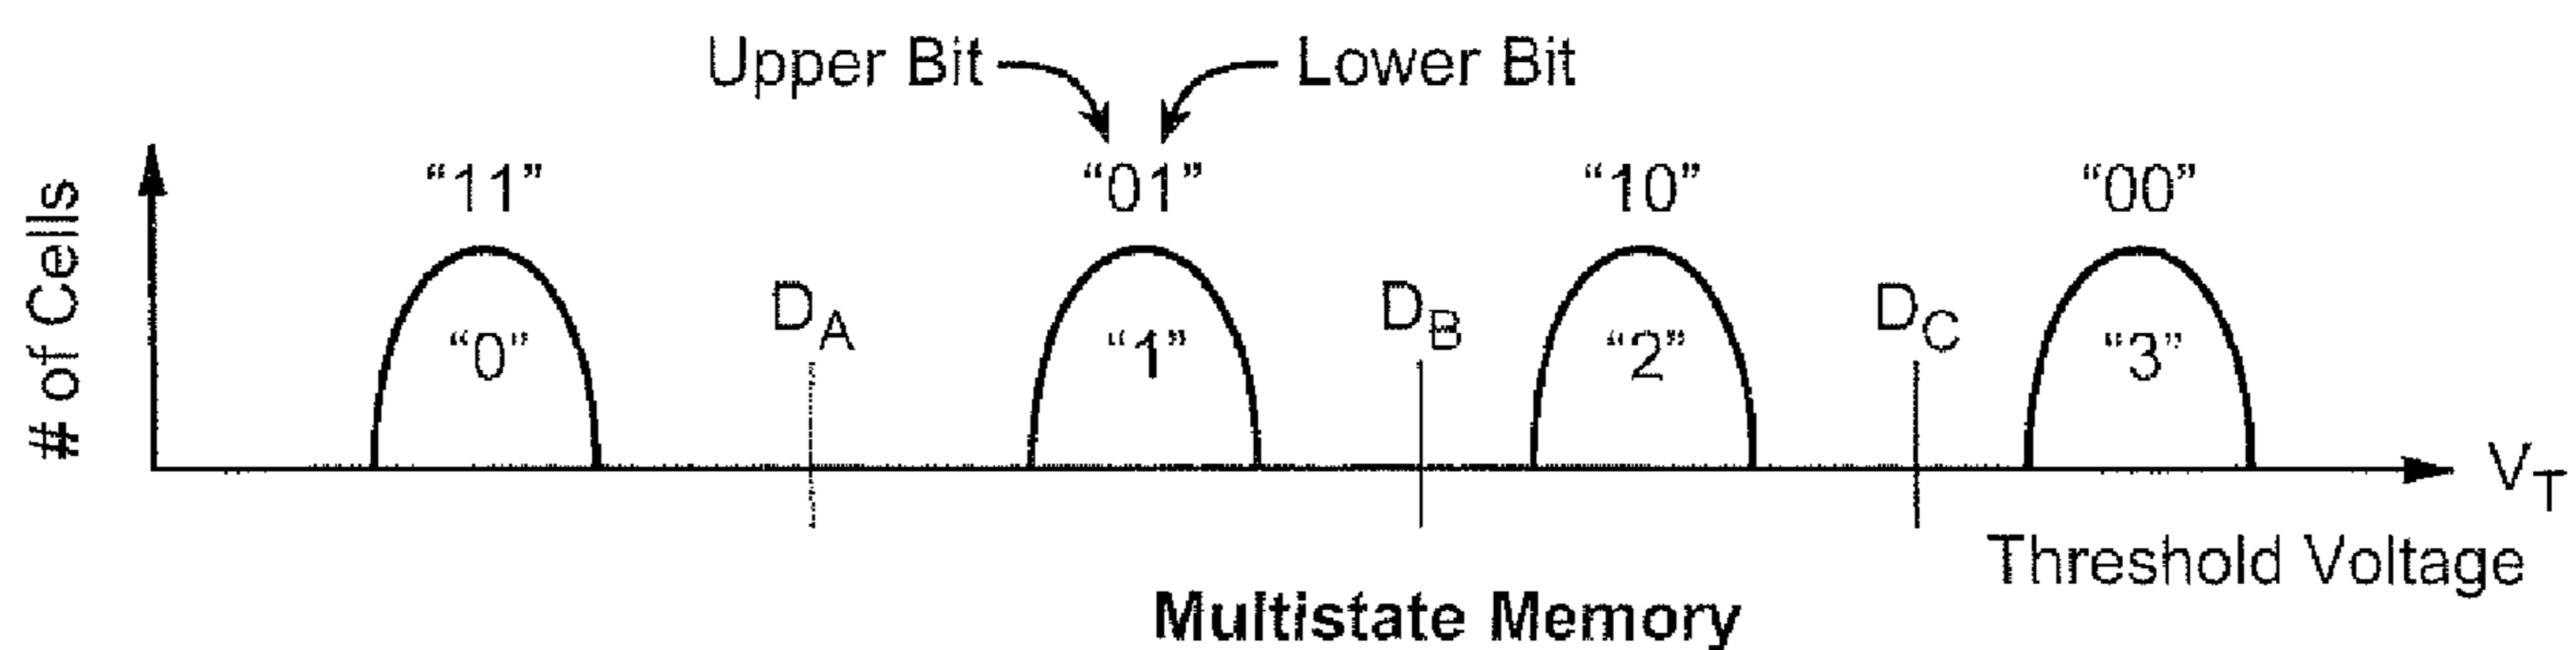 Upper Bit Lower Bit
# of Cells
“11” “01” “10” “00”
D_A D_B D_C
“0” “1” “2” “3”
V_T
Threshold Voltage
Multistate Memory